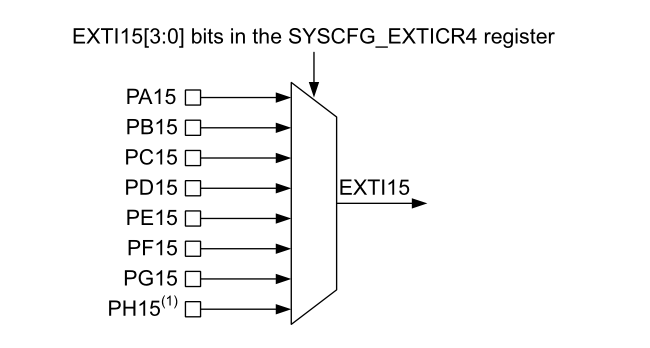 EXTI15[3:0] bits in the SYSCFG_EXTICR4 register
PA15
PB15
PC15
PD15
EXTI15
PE15
PF15
PG15
PH15(1)